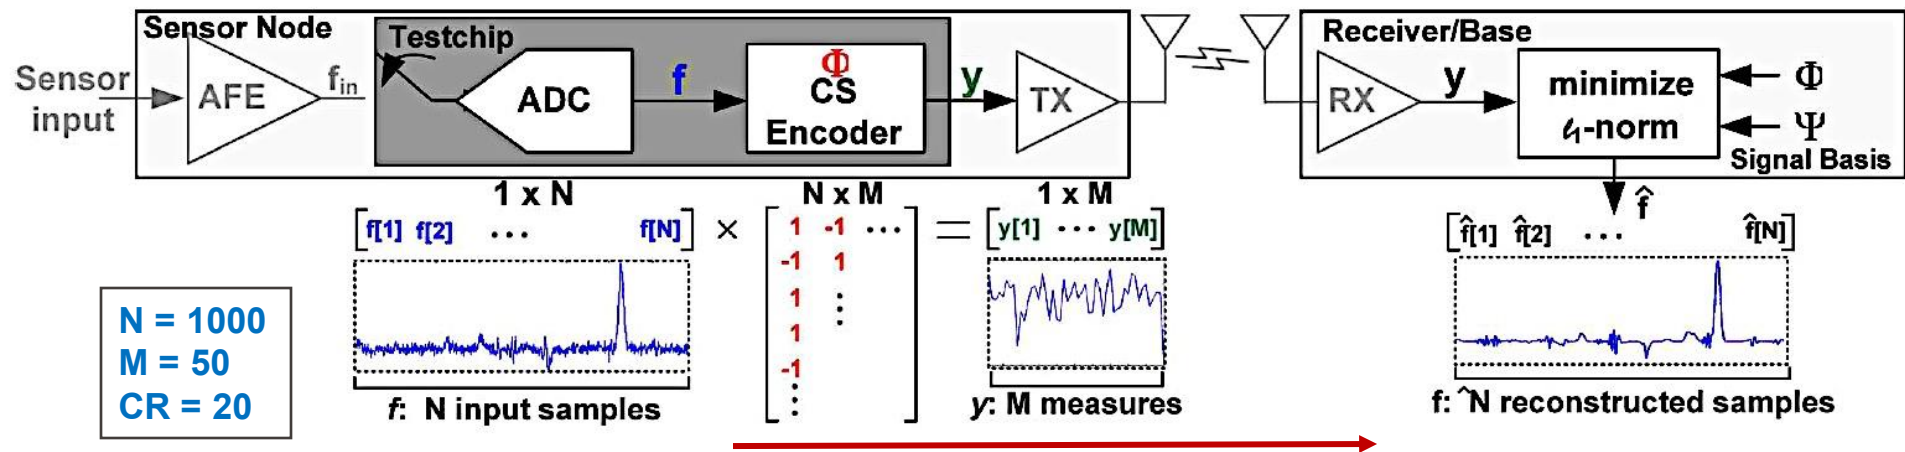 Sensor Node
Testchip
Receiver/Base
Sensor
input
AFE
f_in
ADC
f
Φ
CS
Encoder
y
TX
RX
y
minimize
ℓ₁-norm
Φ
Ψ
Signal Basis
f̂
1 x N
N x M
1 x M
[f[1] f[2] ... f[N]] × [1 -1 ... = [y[1] ... y[M]]
-1 1
1 ⋮
1
-1
⋮
[f̂[1] f̂[2] ... f̂[N]]
N = 1000
M = 50
CR = 20
f: N input samples
y: M measures
f: ^N reconstructed samples